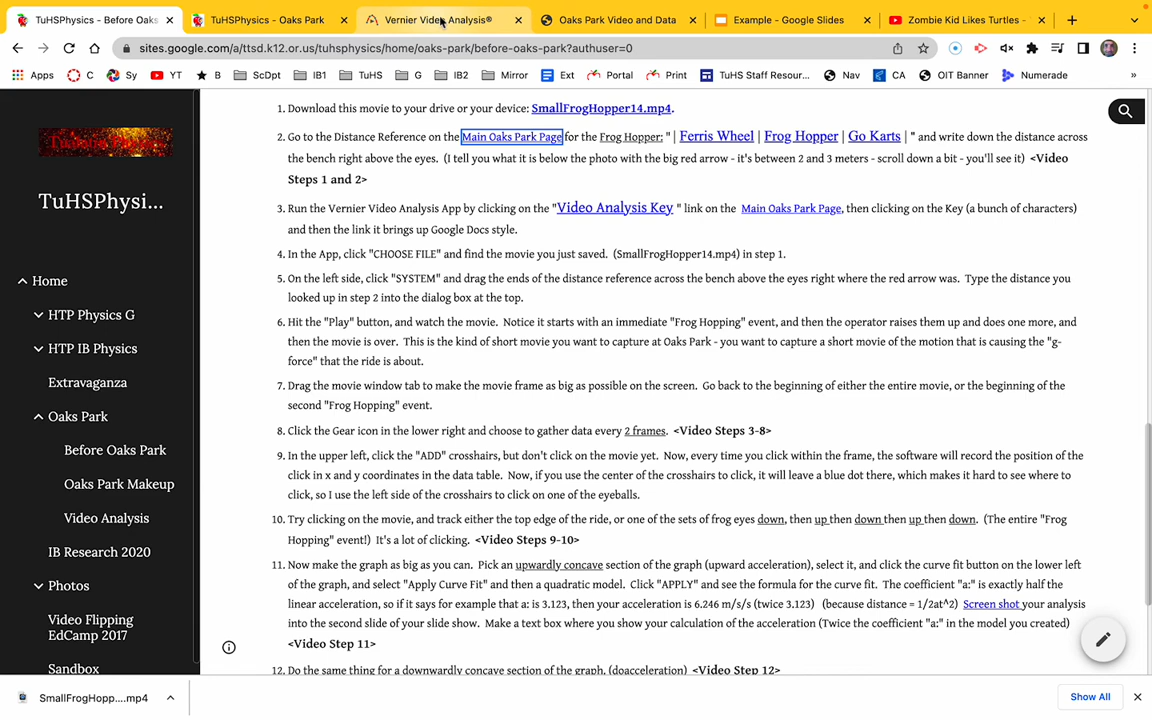 TuHSPhysics - Before Oaks
TuHSPhysics - Oaks Park
Vernier Video Analysis®
Oaks Park Video and Data
Example - Google Slides
Zombie Kid Likes Turtles -
sites.google.com/a/ttsd.k12.or.us/tuhsphysics/home/oaks-park/before-oaks-park?authuser=0
Apps C Sy YT B ScDpt IB1 TuHS G IB2 Mirror Ext Portal Print TuHS Staff Resour... Nav CA OIT Banner Numerade »
TuHSPhysi...
Home
HTP Physics G
HTP IB Physics
Extravaganza
Oaks Park
Before Oaks Park
Oaks Park Makeup
Video Analysis
IB Research 2020
Photos
Video Flipping
EdCamp 2017
Sandbox
1. Download this movie to your drive or your device: SmallFrogHopper14.mp4.
2. Go to the Distance Reference on the Main Oaks Park Page for the Frog Hopper: " | Ferris Wheel | Frog Hopper | Go Karts | " and write down the distance across
the bench right above the eyes. (I tell you what it is below the photo with the big red arrow - it's between 2 and 3 meters - scroll down a bit - you'll see it) <Video
Steps 1 and 2>
3. Run the Vernier Video Analysis App by clicking on the "Video Analysis Key " link on the Main Oaks Park Page, then clicking on the Key (a bunch of characters)
and then the link it brings up Google Docs style.
4. In the App, click "CHOOSE FILE" and find the movie you just saved. (SmallFrogHopper14.mp4) in step 1.
5. On the left side, click "SYSTEM" and drag the ends of the distance reference across the bench above the eyes right where the red arrow was. Type the distance you
looked up in step 2 into the dialog box at the top.
6. Hit the "Play" button, and watch the movie. Notice it starts with an immediate "Frog Hopping" event, and then the operator raises them up and does one more, and
then the movie is over. This is the kind of short movie you want to capture at Oaks Park - you want to capture a short movie of the motion that is causing the "g-
force" that the ride is about.
7. Drag the movie window tab to make the movie frame as big as possible on the screen. Go back to the beginning of either the entire movie, or the beginning of the
second "Frog Hopping" event.
8. Click the Gear icon in the lower right and choose to gather data every 2 frames. <Video Steps 3-8>
9. In the upper left, click the "ADD" crosshairs, but don't click on the movie yet. Now, every time you click within the frame, the software will record the position of the
click in x and y coordinates in the data table. Now, if you use the center of the crosshairs to click, it will leave a blue dot there, which makes it hard to see where to
click, so I use the left side of the crosshairs to click on one of the eyeballs.
10. Try clicking on the movie, and track either the top edge of the ride, or one of the sets of frog eyes down, then up then down then up then down. (The entire "Frog
Hopping" event!) It's a lot of clicking. <Video Steps 9-10>
11. Now make the graph as big as you can. Pick an upwardly concave section of the graph (upward acceleration), select it, and click the curve fit button on the lower left
of the graph, and select "Apply Curve Fit" and then a quadratic model. Click "APPLY" and see the formula for the curve fit. The coefficient "a:" is exactly half the
linear acceleration, so if it says for example that a: is 3.123, then your acceleration is 6.246 m/s/s (twice 3.123) (because distance = 1/2at^2) Screen shot your analysis
into the second slide of your slide show. Make a text box where you show your calculation of the acceleration (Twice the coefficient "a:" in the model you created)
<Video Step 11>
12. Do the same thing for a downwardly concave section of the graph, (doacceleration) <Video Step 12>
SmallFrogHopp....mp4
Show All